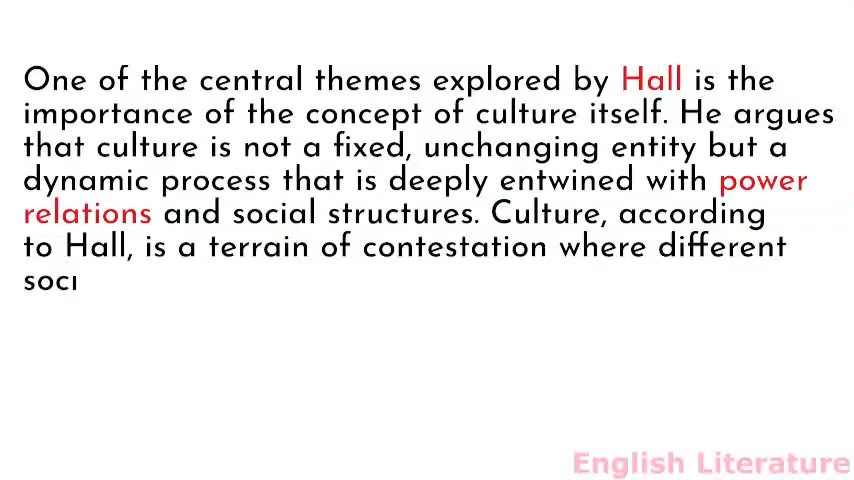 One of the central themes explored by Hall is the
importance of the concept of culture itself. He argues
that culture is not a fixed, unchanging entity but a
dynamic process that is deeply entwined with power
relations and social structures. Culture, according
to Hall, is a terrain of contestation where different
soci
English Literature